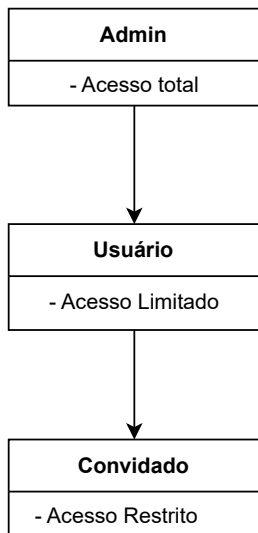 Admin
- Acesso total
Usuário
- Acesso Limitado
Convidado
- Acesso Restrito